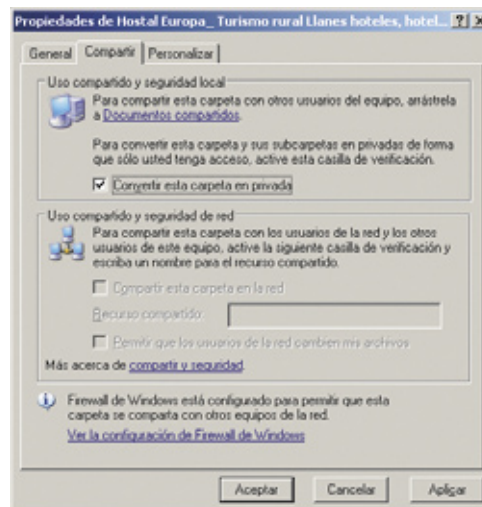 Propiedades de Hostal Europa_ Turismo rural Llanes hoteles, hotel...
General
Compartir
Personalizar
Uso compartido y seguridad local
Para compartir esta carpeta con otros usuarios del equipo, arrástrela
a Documentos compartidos.
Para convertir esta carpeta y sus subcarpetas en privadas de forma
que sólo usted tenga acceso, active esta casilla de verificación.
Convertir esta carpeta en privada
Uso compartido y seguridad de red
Para compartir esta carpeta con los usuarios de la red y los otros
usuarios de este equipo, active la siguiente casilla de verificación y
escriba un nombre para el recurso compartido.
Compartir esta carpeta en la red
Recurso compartido:
Permitir que los usuarios de la red cambien mis archivos
Más acerca de compartir y seguridad.
Firewall de Windows está configurado para permitir que esta
carpeta se comparta con otros equipos de la red.
Ver la configuración de Firewall de Windows
Aceptar
Cancelar
Aplicar